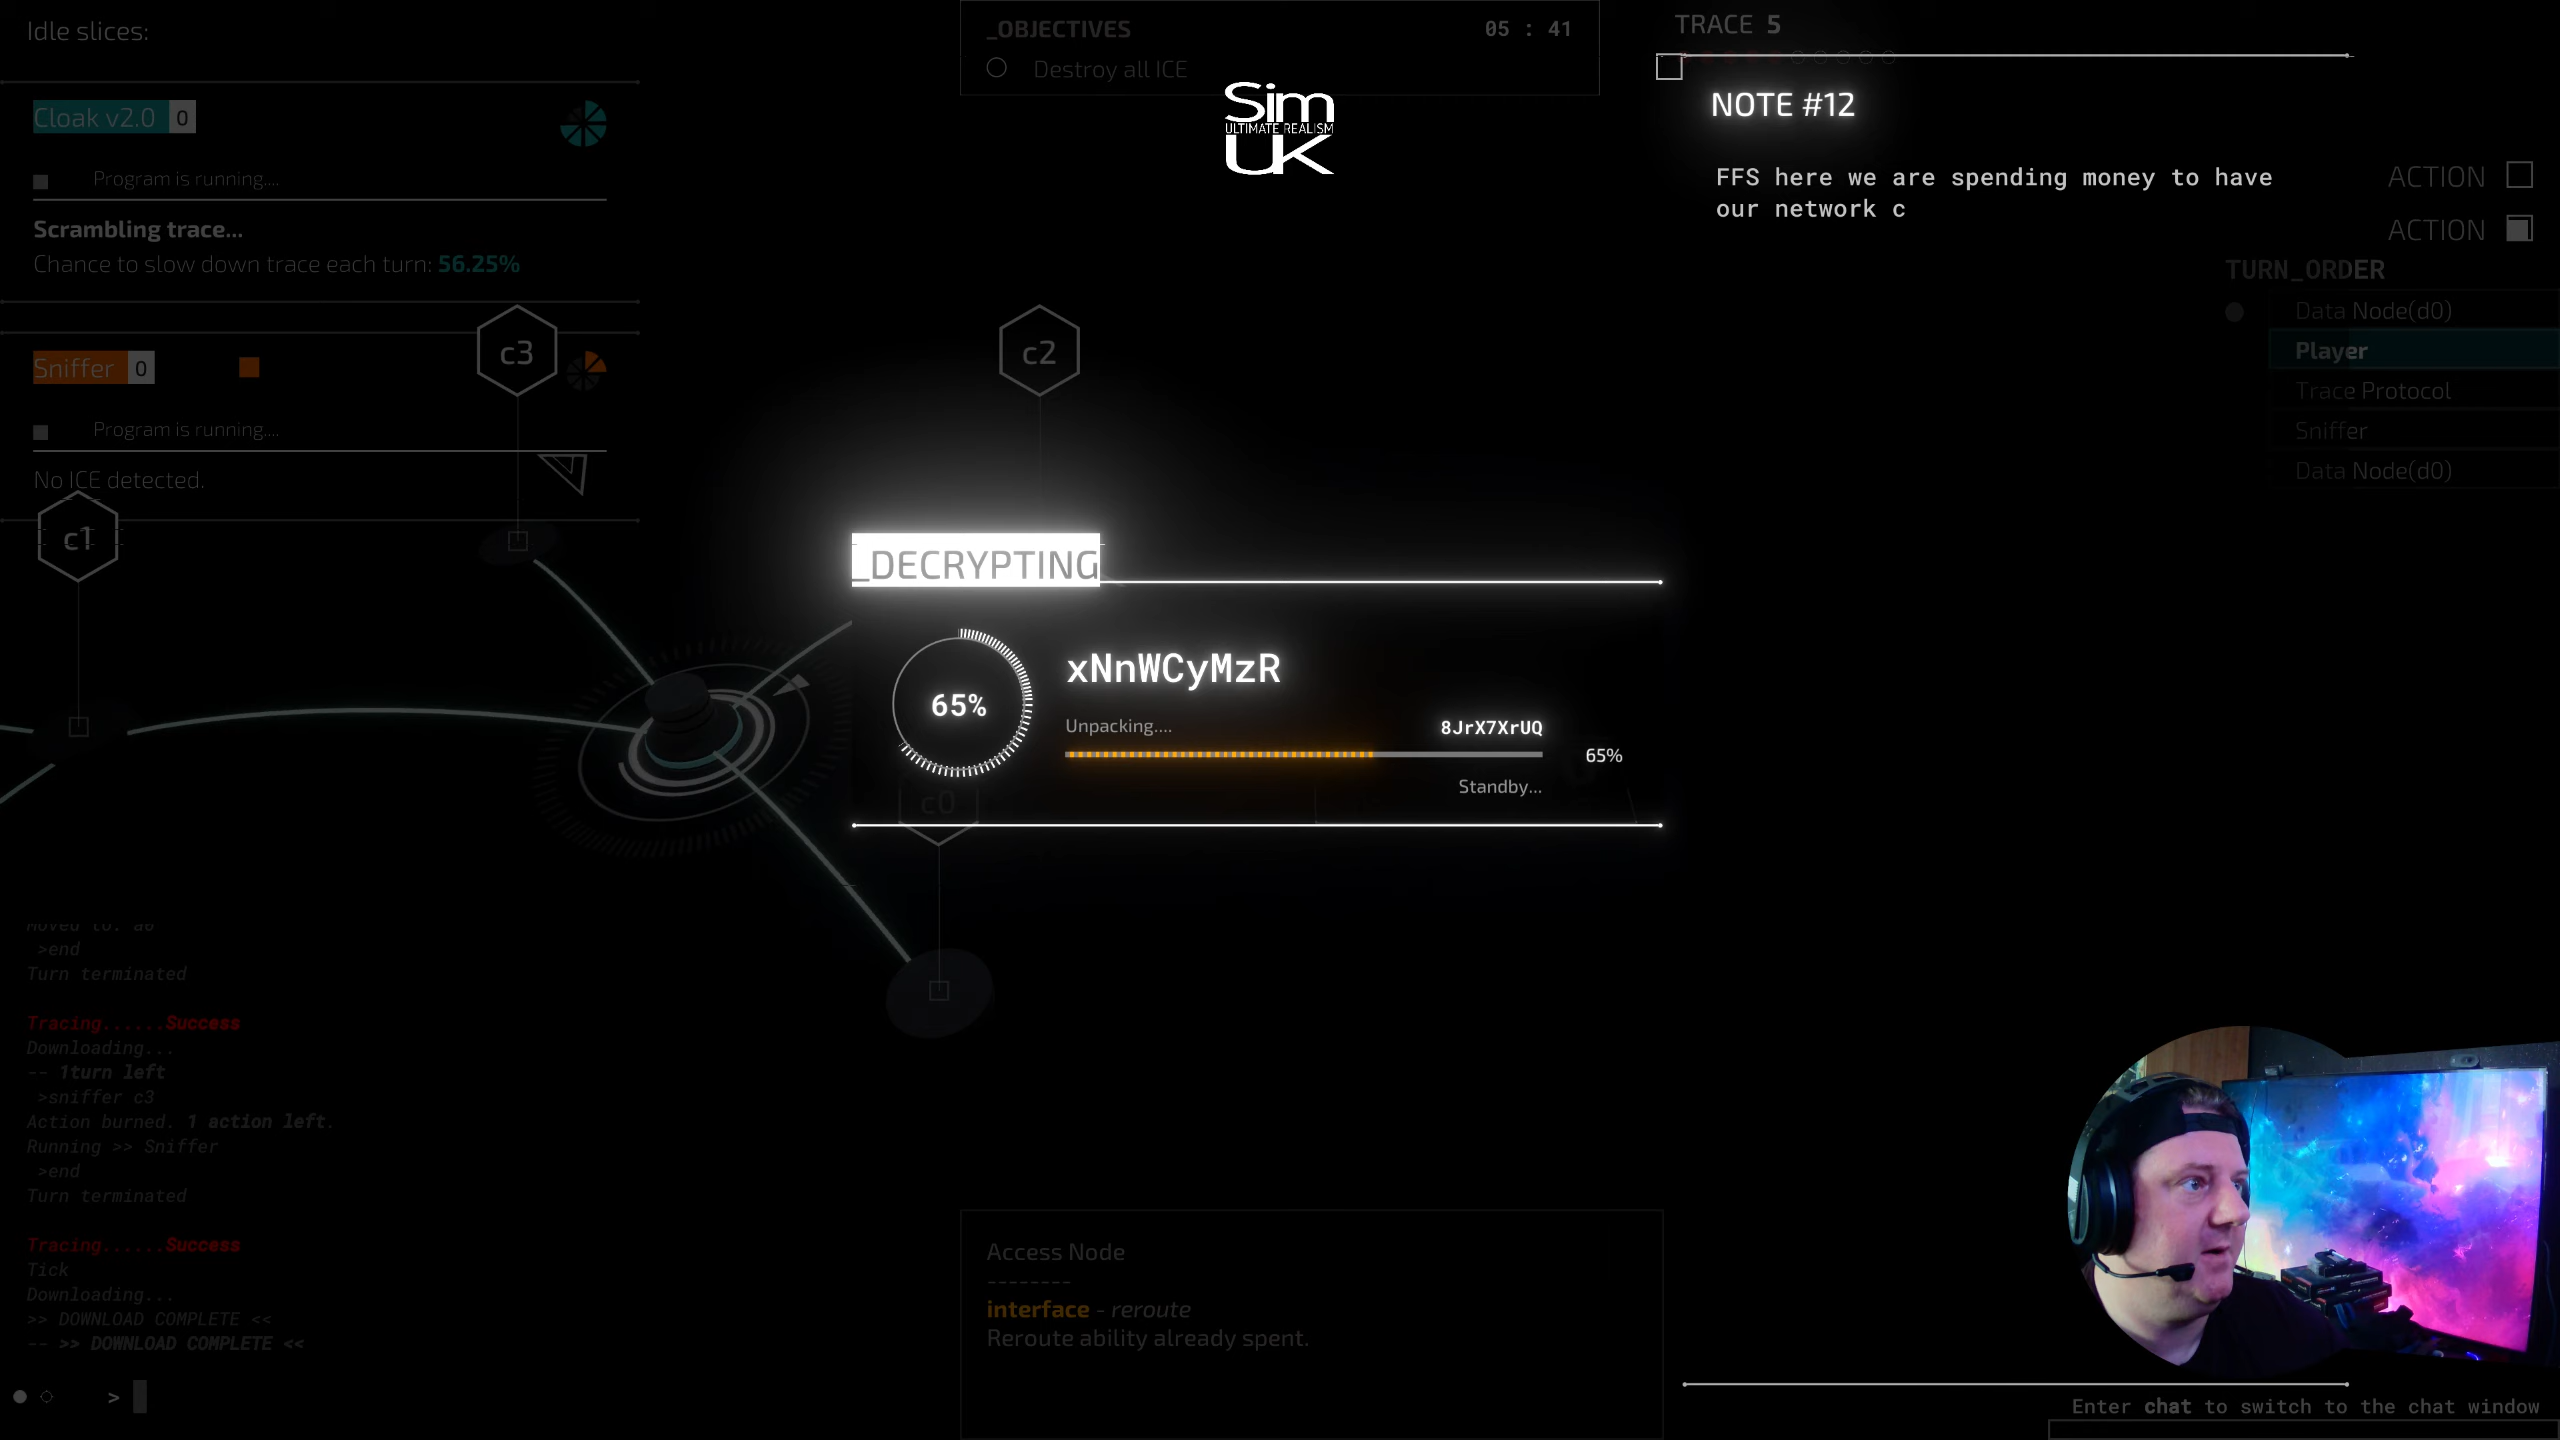 Idle slices:
Cloak v2.0 0
Program is running....
Scrambling trace...
Chance to slow down trace each turn: 56.25%
Sniffer 0
Program is running....
No ICE detected.
c3
c2
c1
c0
_OBJECTIVES 05 : 41
Destroy all ICE
Sim
ULTIMATE REALISM
UK
TRACE 5
NOTE #12
FFS here we are spending money to have
our network c
ACTION
ACTION
TURN_ORDER
Data Node(d0)
Player
Trace Protocol
Sniffer
Data Node(d0)
_DECRYPTING
65%
xNnWCyMzR
Unpacking....
8JrX7XrUQ
65%
Standby...
Moved to: a0
>end
Turn terminated
Tracing......Success
Downloading...
-- 1turn left
>sniffer c3
Action burned. 1 action left.
Running >> Sniffer
>end
Turn terminated
Tracing......Success
Tick
Downloading...
>> DOWNLOAD COMPLETE <<
-- >> DOWNLOAD COMPLETE <<
>
Access Node
--------
interface - reroute
Reroute ability already spent.
Enter chat to switch to the chat window